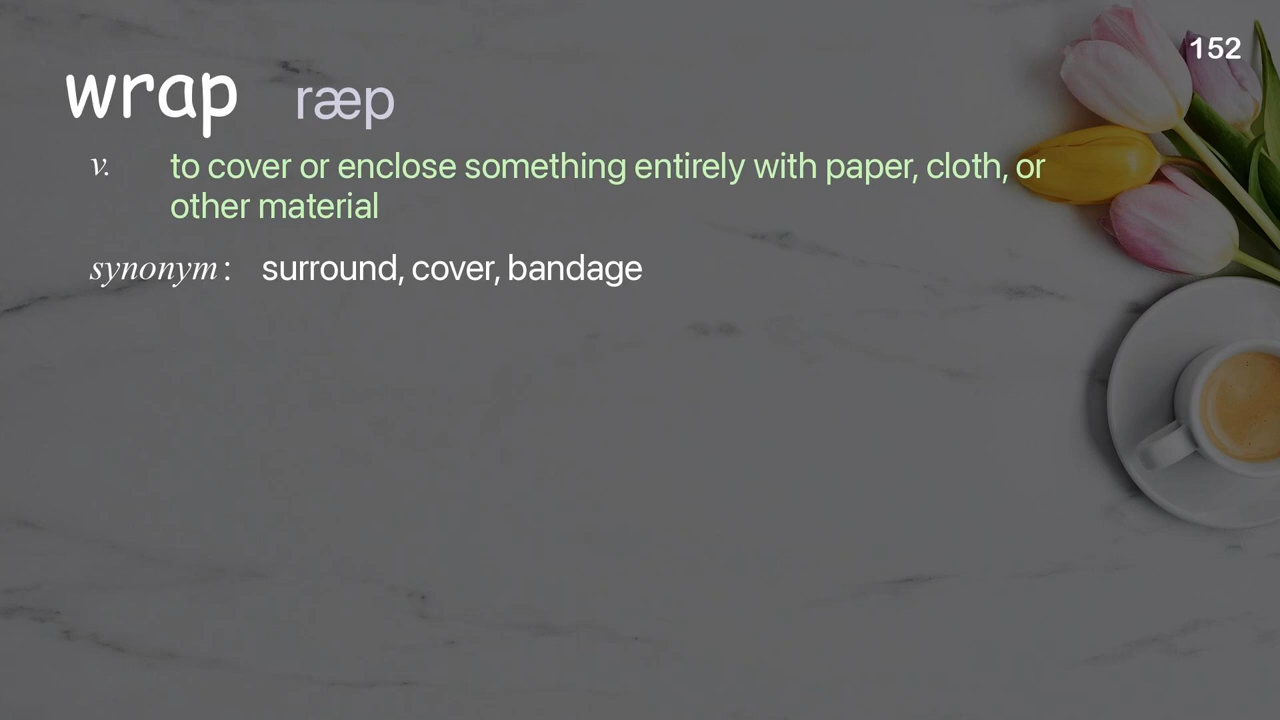 152
wrap ræp
v. to cover or enclose something entirely with paper, cloth, or
other material
synonym : surround, cover, bandage